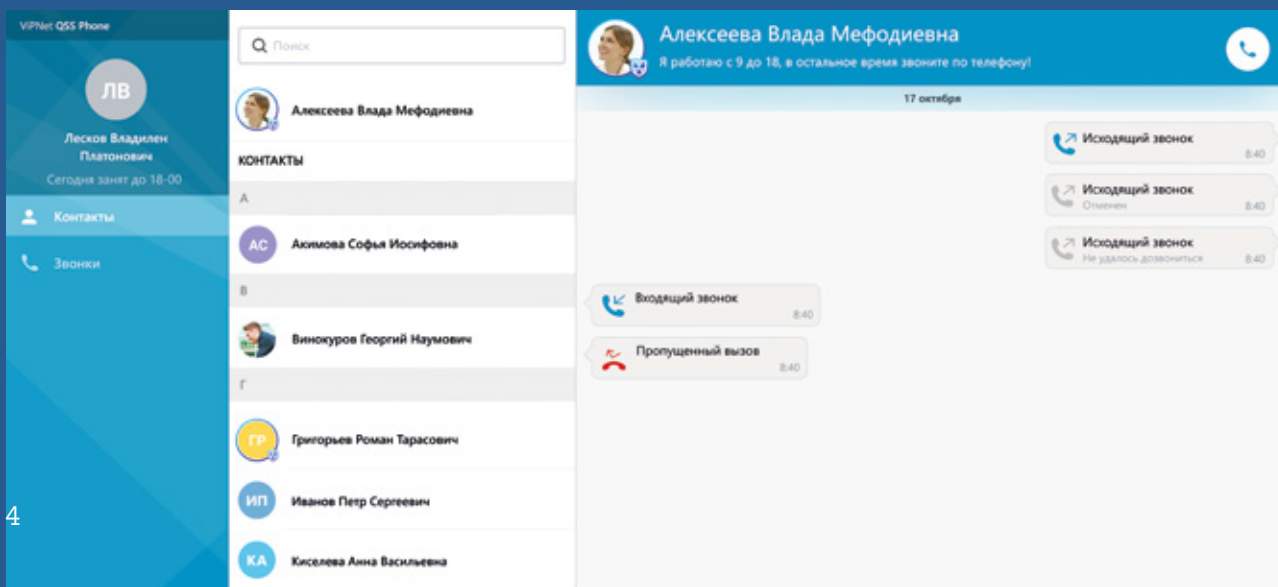 ViPNet QSS Phone
ЛВ
Лесков Владилен
Платонович
Сегодня занят до 18-00
Контакты
Звонки
4
Поиск
Алексеева Влада Мефодиевна
КОНТАКТЫ
А
АС
Акимова Софья Иосифовна
В
Винокуров Георгий Наумович
Г
ГР
Григорьев Роман Тарасович
ИП
Иванов Петр Сергеевич
КА
Киселева Анна Васильевна
Алексеева Влада Мефодиевна
Я работаю с 9 до 18, в остальное время звоните по телефону!
17 октября
Исходящий звонок
8:40
Исходящий звонок
Отменен 8:40
Исходящий звонок
Не удалось дозвониться 8:40
Входящий звонок
8:40
Пропущенный вызов
8:40